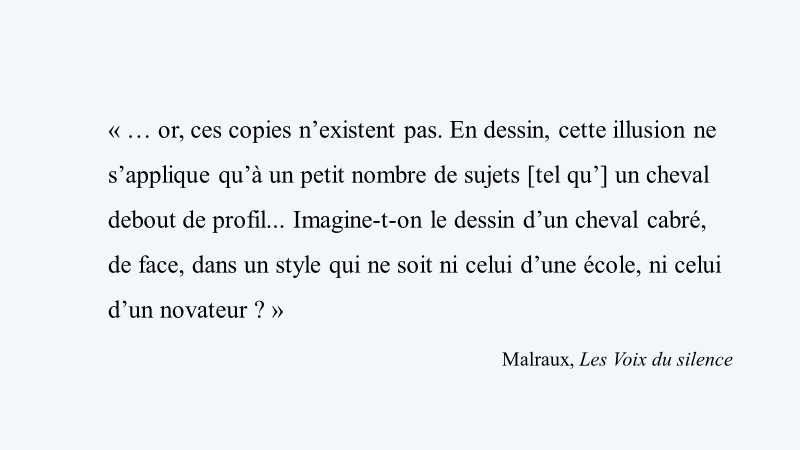 « … or, ces copies n’existent pas. En dessin, cette illusion ne
s’applique qu’à un petit nombre de sujets [tel qu’] un cheval
debout de profil... Imagine-t-on le dessin d’un cheval cabré,
de face, dans un style qui ne soit ni celui d’une école, ni celui
d’un novateur ? »
Malraux, Les Voix du silence